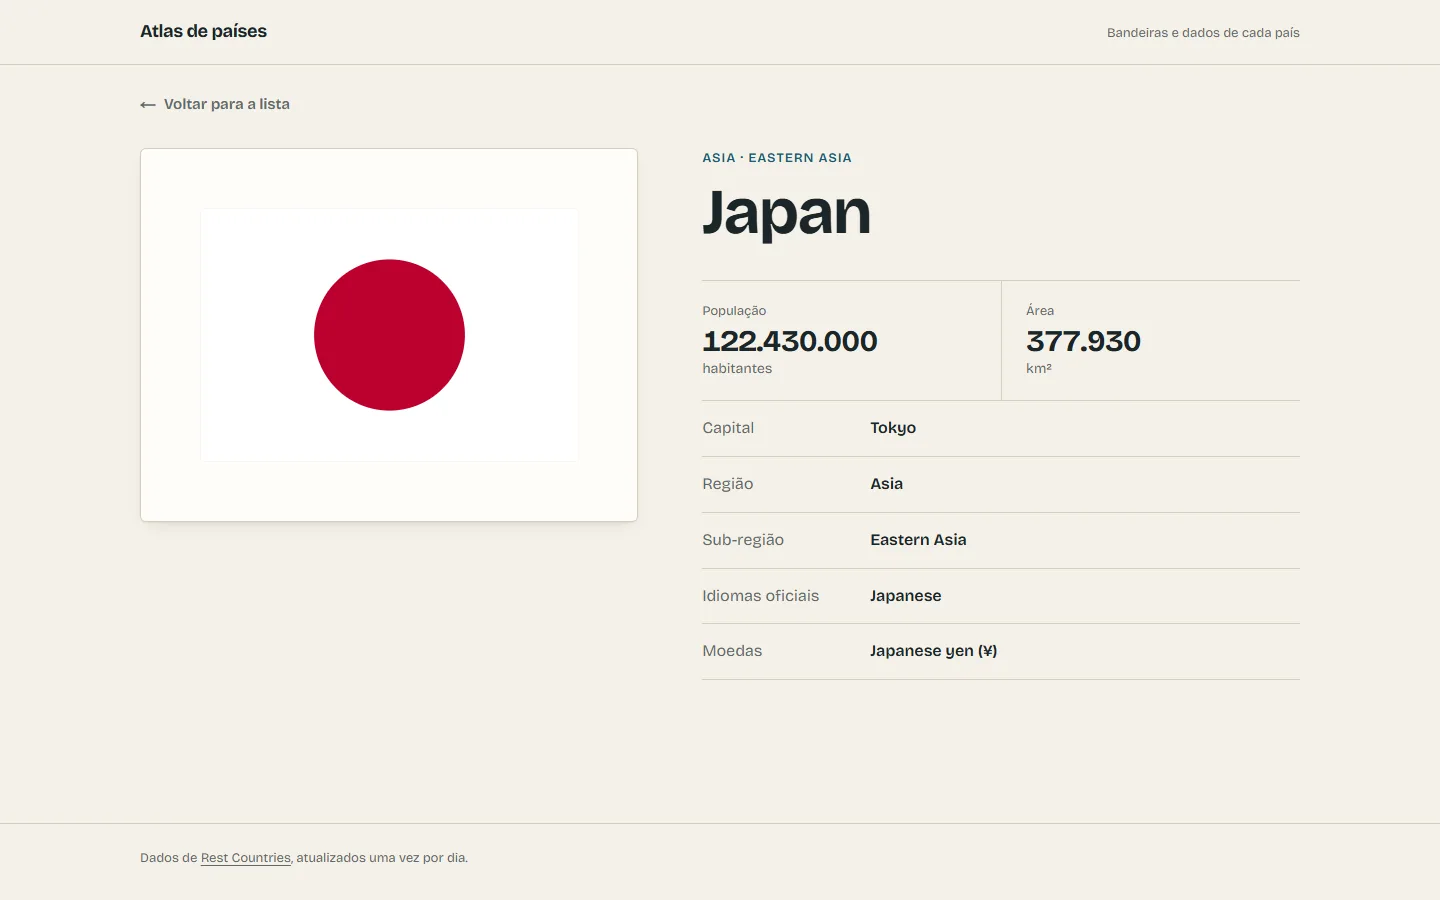 Atlas de países
Bandeiras e dados de cada país
← Voltar para a lista
ASIA · EASTERN ASIA
Japan
População
122.430.000
habitantes
Área
377.930
km²
Capital Tokyo
Região Asia
Sub-região Eastern Asia
Idiomas oficiais Japanese
Moedas Japanese yen (¥)
Dados de Rest Countries, atualizados uma vez por dia.